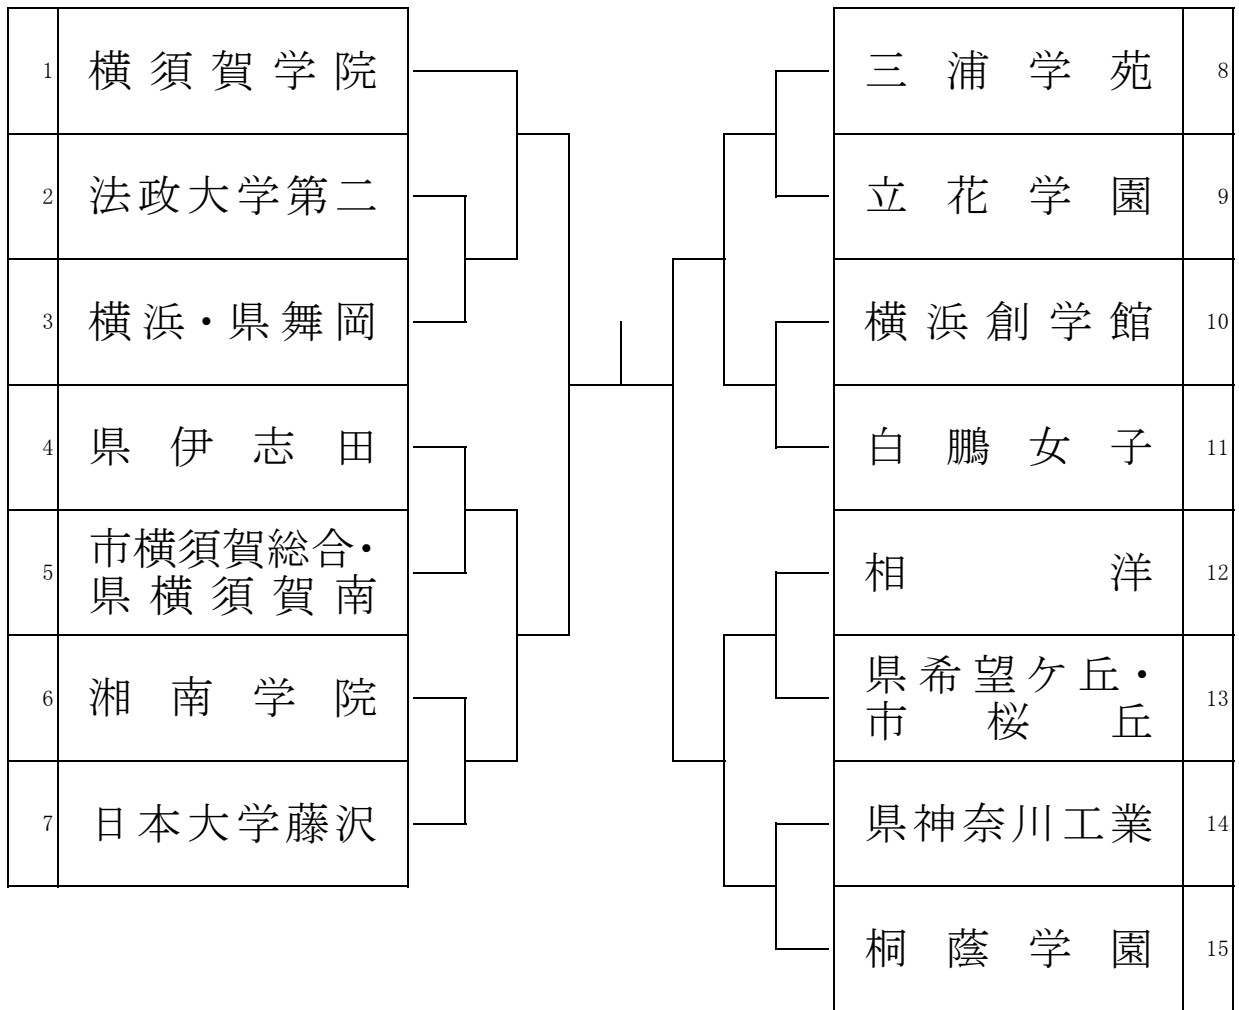 1 横須賀学院
2 法政大学第二
3 横浜・県舞岡
4 県伊志田
5 市横須賀総合・
県横須賀南
6 湘南学院
7 日本大学藤沢
三浦学苑 8
立花学園 9
横浜創学館 10
白鵬女子 11
相洋 12
県希望ケ丘・
市桜丘 13
県神奈川工業 14
桐蔭学園 15